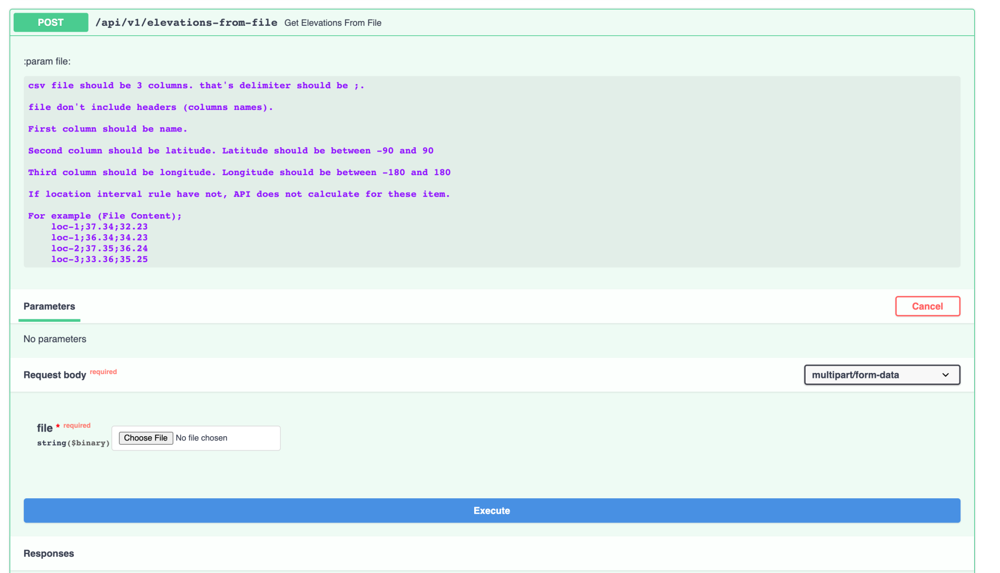 POST /api/v1/elevations-from-file Get Elevations From File
:param file:
csv file should be 3 columns. that's delimiter should be ;.
file don't include headers (columns names).
First column should be name.
Second column should be latitude. Latitude should be between -90 and 90
Third column should be longitude. Longitude should be between -180 and 180
If location interval rule have not, API does not calculate for these item.
For example (File Content);
loc-1;37.34;32.23
loc-1;36.34;34.23
loc-2;37.35;36.24
loc-3;33.36;35.25
Parameters
Cancel
No parameters
Request body required
multipart/form-data
file * required
string($binary)
Choose File No file chosen
Execute
Responses